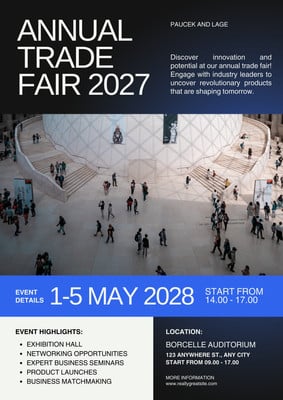 ANNUAL
TRADE
FAIR 2027
PAUCEK AND LAGE
Discover innovation and
potential at our annual trade fair!
Engage with industry leaders to
uncover revolutionary products
that are shaping tomorrow.
EVENT
DETAILS
1-5 MAY 2028
START FROM
14.00 - 17.00
EVENT HIGHLIGHTS:
• EXHIBITION HALL
• NETWORKING OPPORTUNITIES
• EXPERT BUSINESS SEMINARS
• PRODUCT LAUNCHES
• BUSINESS MATCHMAKING
LOCATION:
BORCELLE AUDITORIUM
123 ANYWHERE ST., ANY CITY
START FROM 09.00 - 17.00
MORE INFORMATION
www.reallygreatsite.com